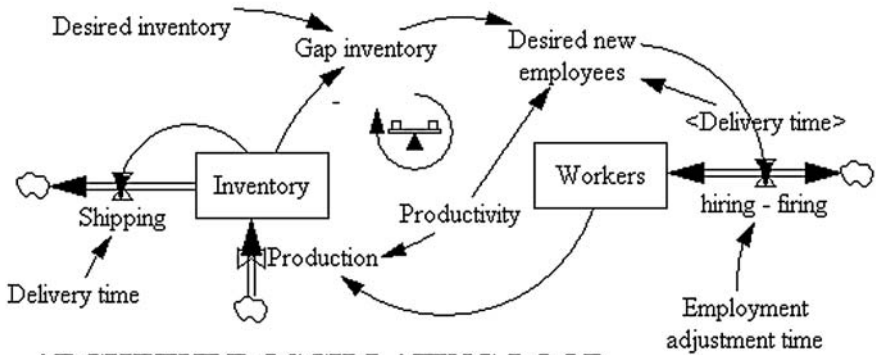 Desired inventory
Gap inventory
Desired new
employees
-
<Delivery time>
Inventory
Workers
Shipping
Productivity
hiring - firing
Production
Delivery time
Employment
adjustment time